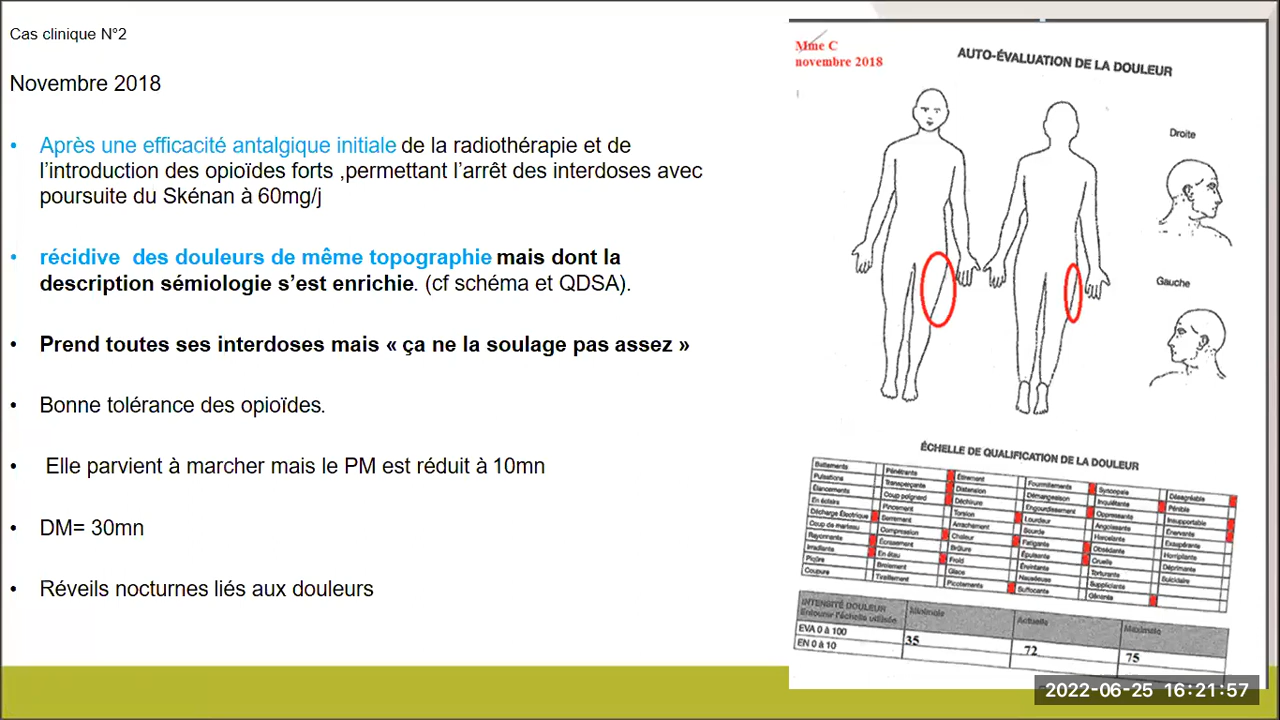 Cas clinique N°2
Novembre 2018
• Après une efficacité antalgique initiale de la radiothérapie et de
l’introduction des opioïdes forts ,permettant l’arrêt des interdoses avec
poursuite du Skénan à 60mg/j
• récidive des douleurs de même topographie mais dont la
description sémiologie s’est enrichie. (cf schéma et QDSA).
• Prend toutes ses interdoses mais « ça ne la soulage pas assez »
• Bonne tolérance des opioïdes.
• Elle parvient à marcher mais le PM est réduit à 10mn
• DM= 30mn
• Réveils nocturnes liés aux douleurs
Mme C
novembre 2018
AUTO-ÉVALUATION DE LA DOULEUR
Droite
Gauche
ÉCHELLE DE QUALIFICATION DE LA DOULEUR
Battements
Pulsations
Élancements
En éclairs
Décharge Électrique
Coup de marteau
Rayonnante
Irradiante
Piqûre
Coupure
Pénétrante
Transperçante
Coup poignard
Pincement
Serrement
Compression
Écrasement
En étau
Broiement
Tiraillement
Étirement
Distension
Déchirure
Torsion
Arrachement
Chaleur
Brûlure
Froid
Glace
Picotements
Fourmillements
Démangeaison
Engourdissement
Lourdeur
Sourde
Fatigante
Épuisante
Éreintante
Nauséeuse
Suffocante
Syncopale
Inquiétante
Oppressante
Angoissante
Harcelante
Obsédante
Cruelle
Torturante
Suppliciante
Gênante
Désagréable
Pénible
Insupportable
Énervante
Exaspérante
Horripilante
Déprimante
Suicidaire
INTENSITÉ DOULEUR
Entourer l'échelle utilisée
Minimale
Actuelle
Maximale
EVA 0 à 100
EN 0 à 10
35
72
75
2022-06-25 16:21:57